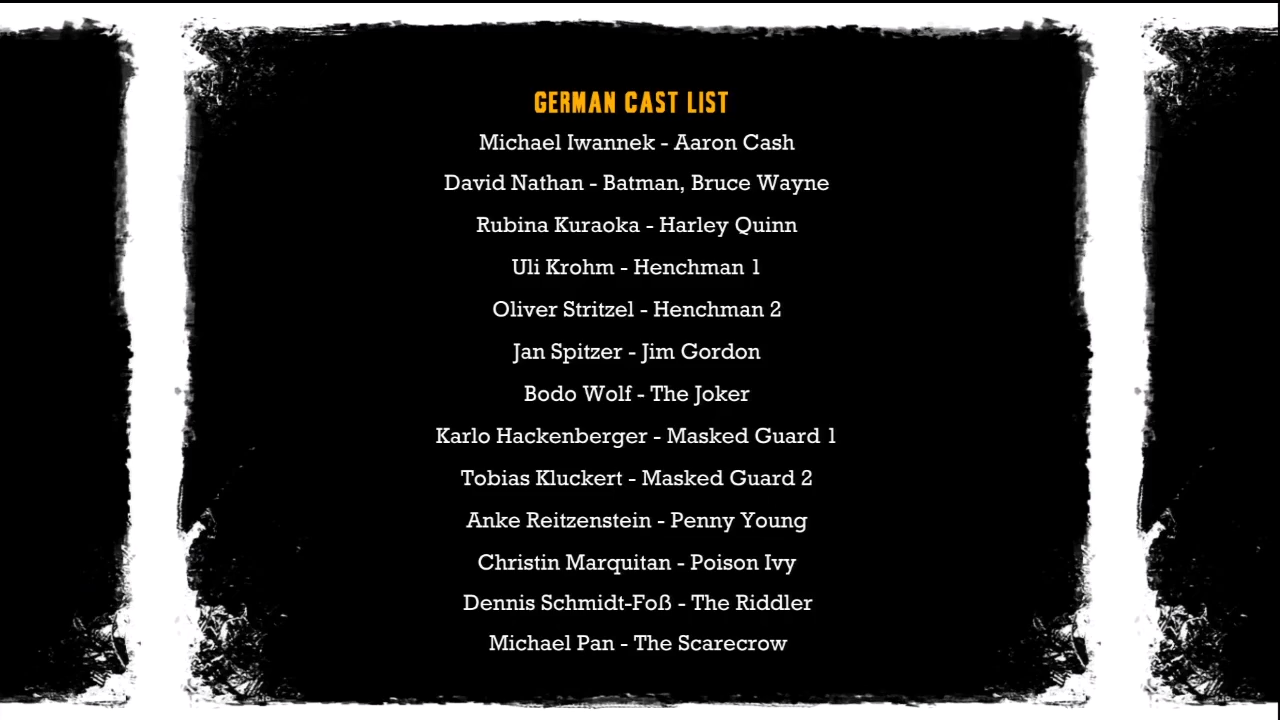 GERMAN CAST LIST
Michael Iwannek - Aaron Cash
David Nathan - Batman, Bruce Wayne
Rubina Kuraoka - Harley Quinn
Uli Krohm - Henchman 1
Oliver Stritzel - Henchman 2
Jan Spitzer - Jim Gordon
Bodo Wolf - The Joker
Karlo Hackenberger - Masked Guard 1
Tobias Kluckert - Masked Guard 2
Anke Reitzenstein - Penny Young
Christin Marquitan - Poison Ivy
Dennis Schmidt-Foß - The Riddler
Michael Pan - The Scarecrow